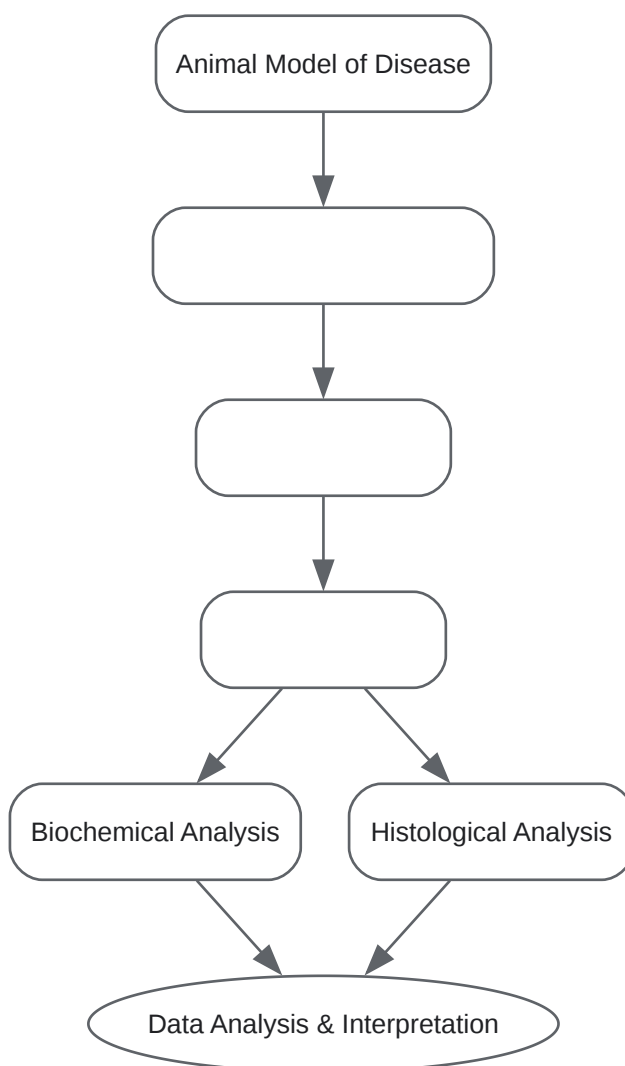 Animal Model of Disease
Biochemical Analysis
Histological Analysis
Data Analysis & Interpretation